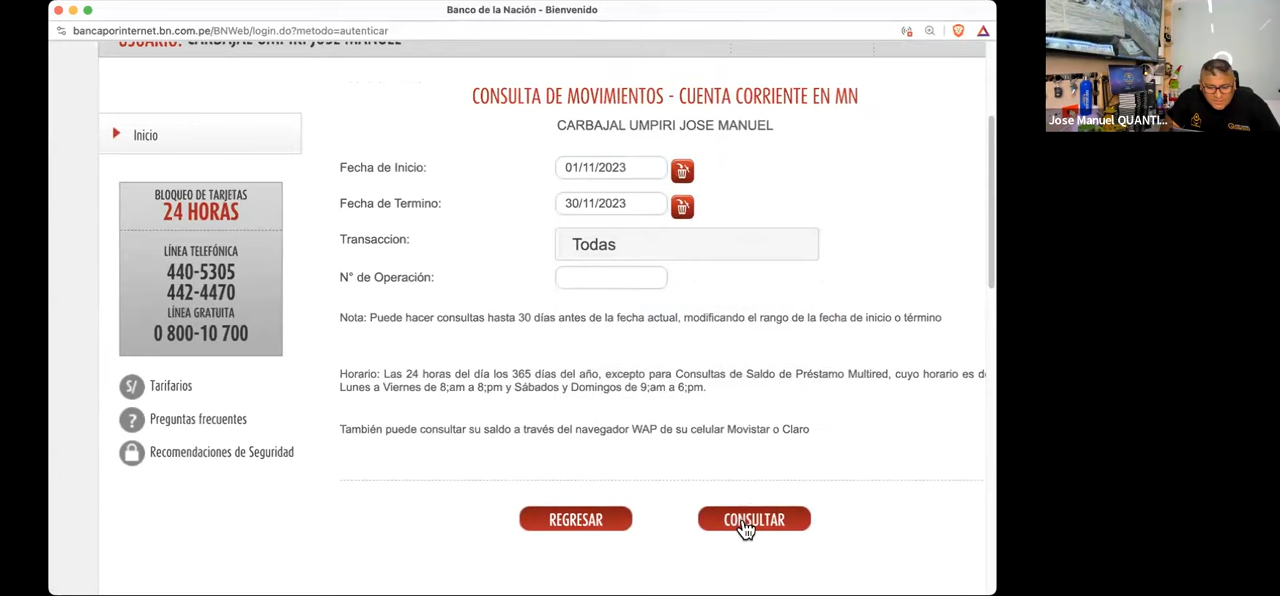 Banco de la Nación - Bienvenido
bancaporinternet.bn.com.pe/BNWeb/login.do?metodo=autenticar
USUARIO: CARBAJAL UMPIRI JOSE MANUEL
CONSULTA DE MOVIMIENTOS - CUENTA CORRIENTE EN MN
CARBAJAL UMPIRI JOSE MANUEL
Inicio
Fecha de Inicio: 01/11/2023
Fecha de Termino: 30/11/2023
Transaccion: Todas
N° de Operación:
Nota: Puede hacer consultas hasta 30 días antes de la fecha actual, modificando el rango de la fecha de inicio o término
Horario: Las 24 horas del día los 365 días del año, excepto para Consultas de Saldo de Préstamo Multired, cuyo horario es de
Lunes a Viernes de 8;am a 8;pm y Sábados y Domingos de 9;am a 6;pm.
También puede consultar su saldo a través del navegador WAP de su celular Movistar o Claro
REGRESAR
CONSULTAR
BLOQUEO DE TARJETAS
24 HORAS
LÍNEA TELEFÓNICA
440-5305
442-4470
LÍNEA GRATUITA
0 800-10 700
S/ Tarifarios
? Preguntas frecuentes
Recomendaciones de Seguridad
Jose Manuel QUANTI...